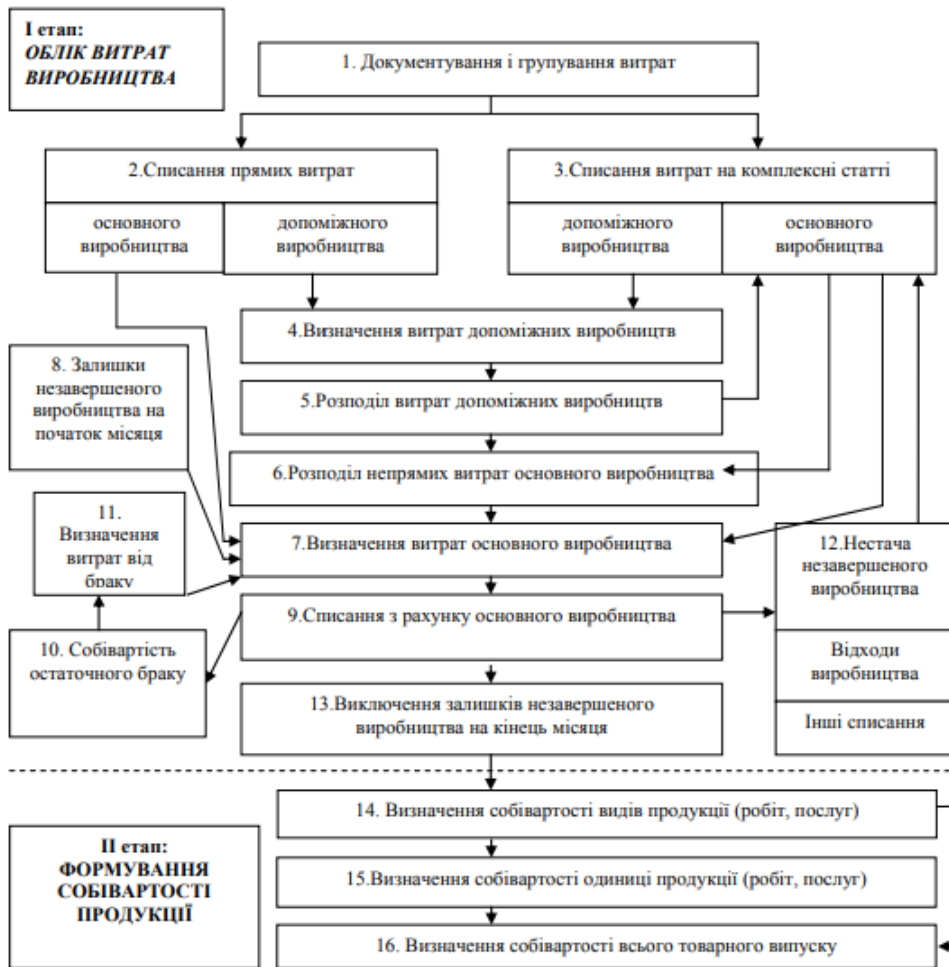 І етап:
ОБЛІК ВИТРАТ
ВИРОБНИЦТВА
1. Документування і групування витрат
2.Списання прямих витрат
3.Списання витрат на комплексні статті
основного
виробництва
допоміжного
виробництва
допоміжного
виробництва
основного
виробництва
4.Визначення витрат допоміжних виробництв
8. Залишки
незавершеного
виробництва на
початок місяця
5.Розподіл витрат допоміжних виробництв
6.Розподіл непрямих витрат основного виробництва
11.
Визначення
витрат від
браку
7.Визначення витрат основного виробництва
12.Нестача
незавершеного
виробництва
9.Списання з рахунку основного виробництва
10. Собівартість
остаточного браку
Відходи
виробництва
13.Виключення залишків незавершеного
виробництва на кінець місяця
Інші списання
14. Визначення собівартості видів продукції (робіт, послуг)
ІІ етап:
ФОРМУВАННЯ
СОБІВАРТОСТІ
ПРОДУКЦІЇ
15.Визначення собівартості одиниці продукції (робіт, послуг)
16. Визначення собівартості всього товарного випуску